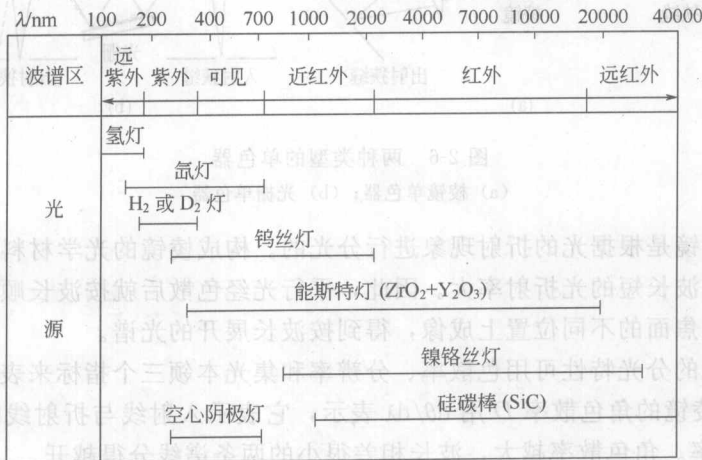 λ/nm 100 200 400 700 1000 2000 4000 7000 10000 20000 40000
波谱区 远紫外 紫外 可见 近红外 红外 远红外
氢灯
氙灯
H₂ 或 D₂ 灯
光
钨丝灯
能斯特灯 (ZrO₂+Y₂O₃)
源
镍铬丝灯
硅碳棒 (SiC)
空心阴极灯